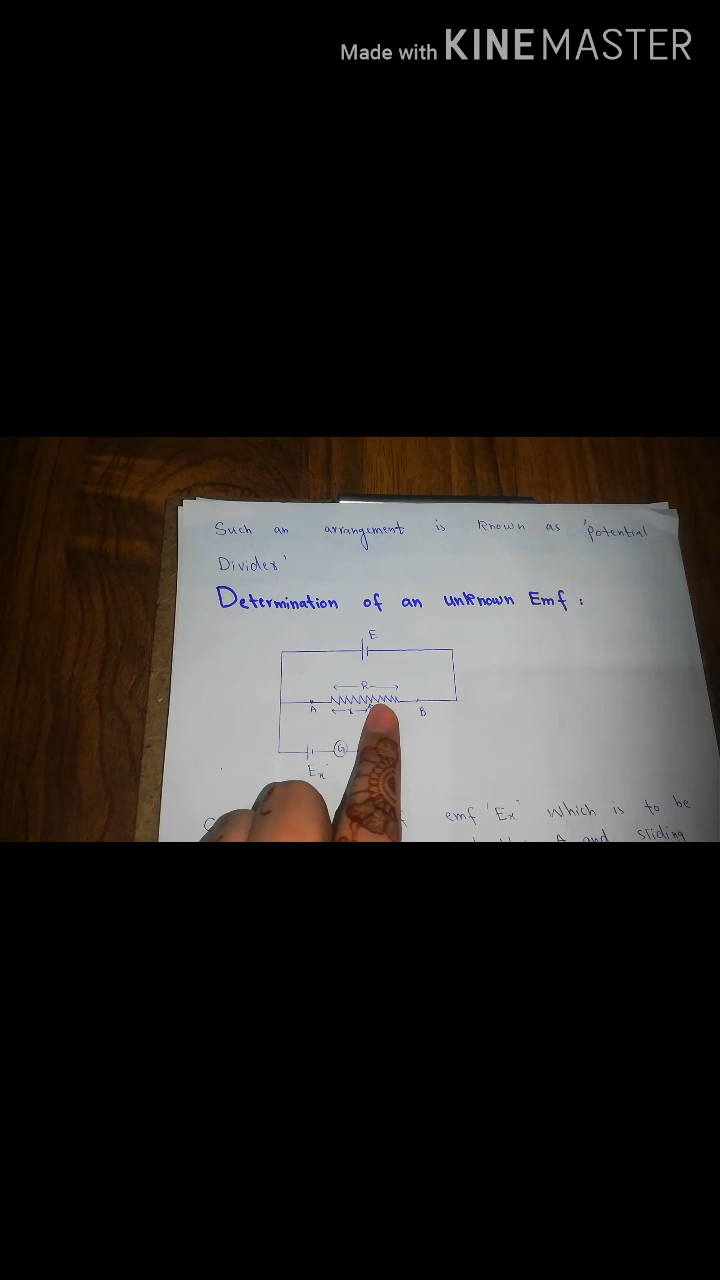 Made with KINEMASTER
Such an arrangement is known as 'potential
Divider'
Determination of an unknown Emf :
E
R
A
r
B
G
Ex
emf 'Ex' which is to be
A and sliding